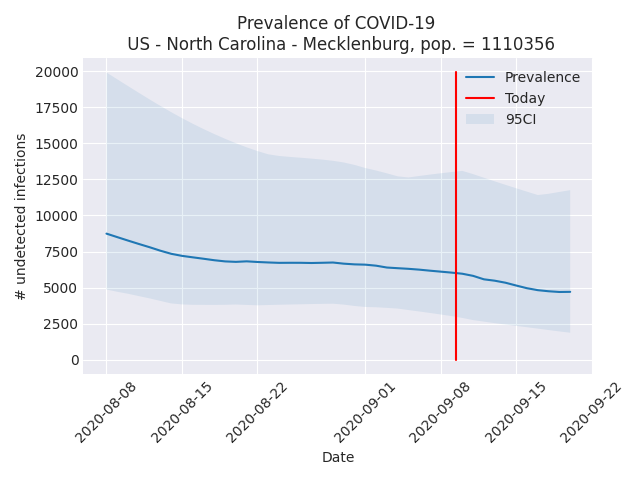 Prevalence of COVID-19
US - North Carolina - Mecklenburg, pop. = 1110356
# undetected infections
20000
17500
15000
12500
10000
7500
5000
2500
0
Prevalence
Today
95CI
2020-08-08
2020-08-15
2020-08-22
2020-09-01
2020-09-08
2020-09-15
2020-09-22
Date